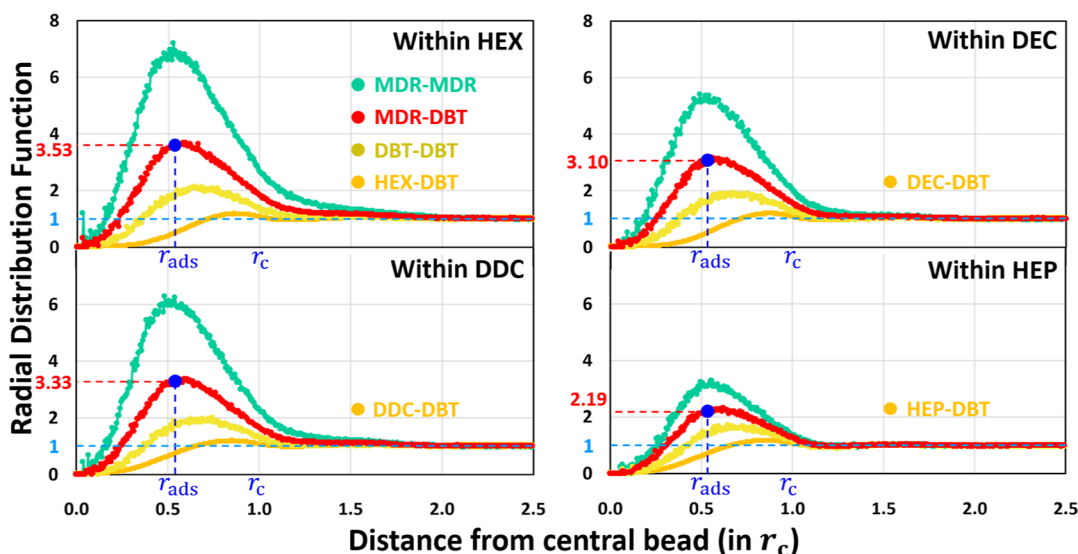 Radial Distribution Function
8
6
4
3.53
2
1
0
Within HEX
MDR-MDR
MDR-DBT
DBT-DBT
HEX-DBT
r_ads
r_c
8
6
4
3. 10
2
1
0
Within DEC
DEC-DBT
r_ads
r_c
6
4
3.33
2
1
0
Within DDC
DDC-DBT
r_ads
r_c
0.0 0.5 1.0 1.5 2.0 2.5
6
4
2.19
2
1
0
Within HEP
HEP-DBT
r_ads
r_c
0.0 0.5 1.0 1.5 2.0 2.5
Distance from central bead (in r_c)